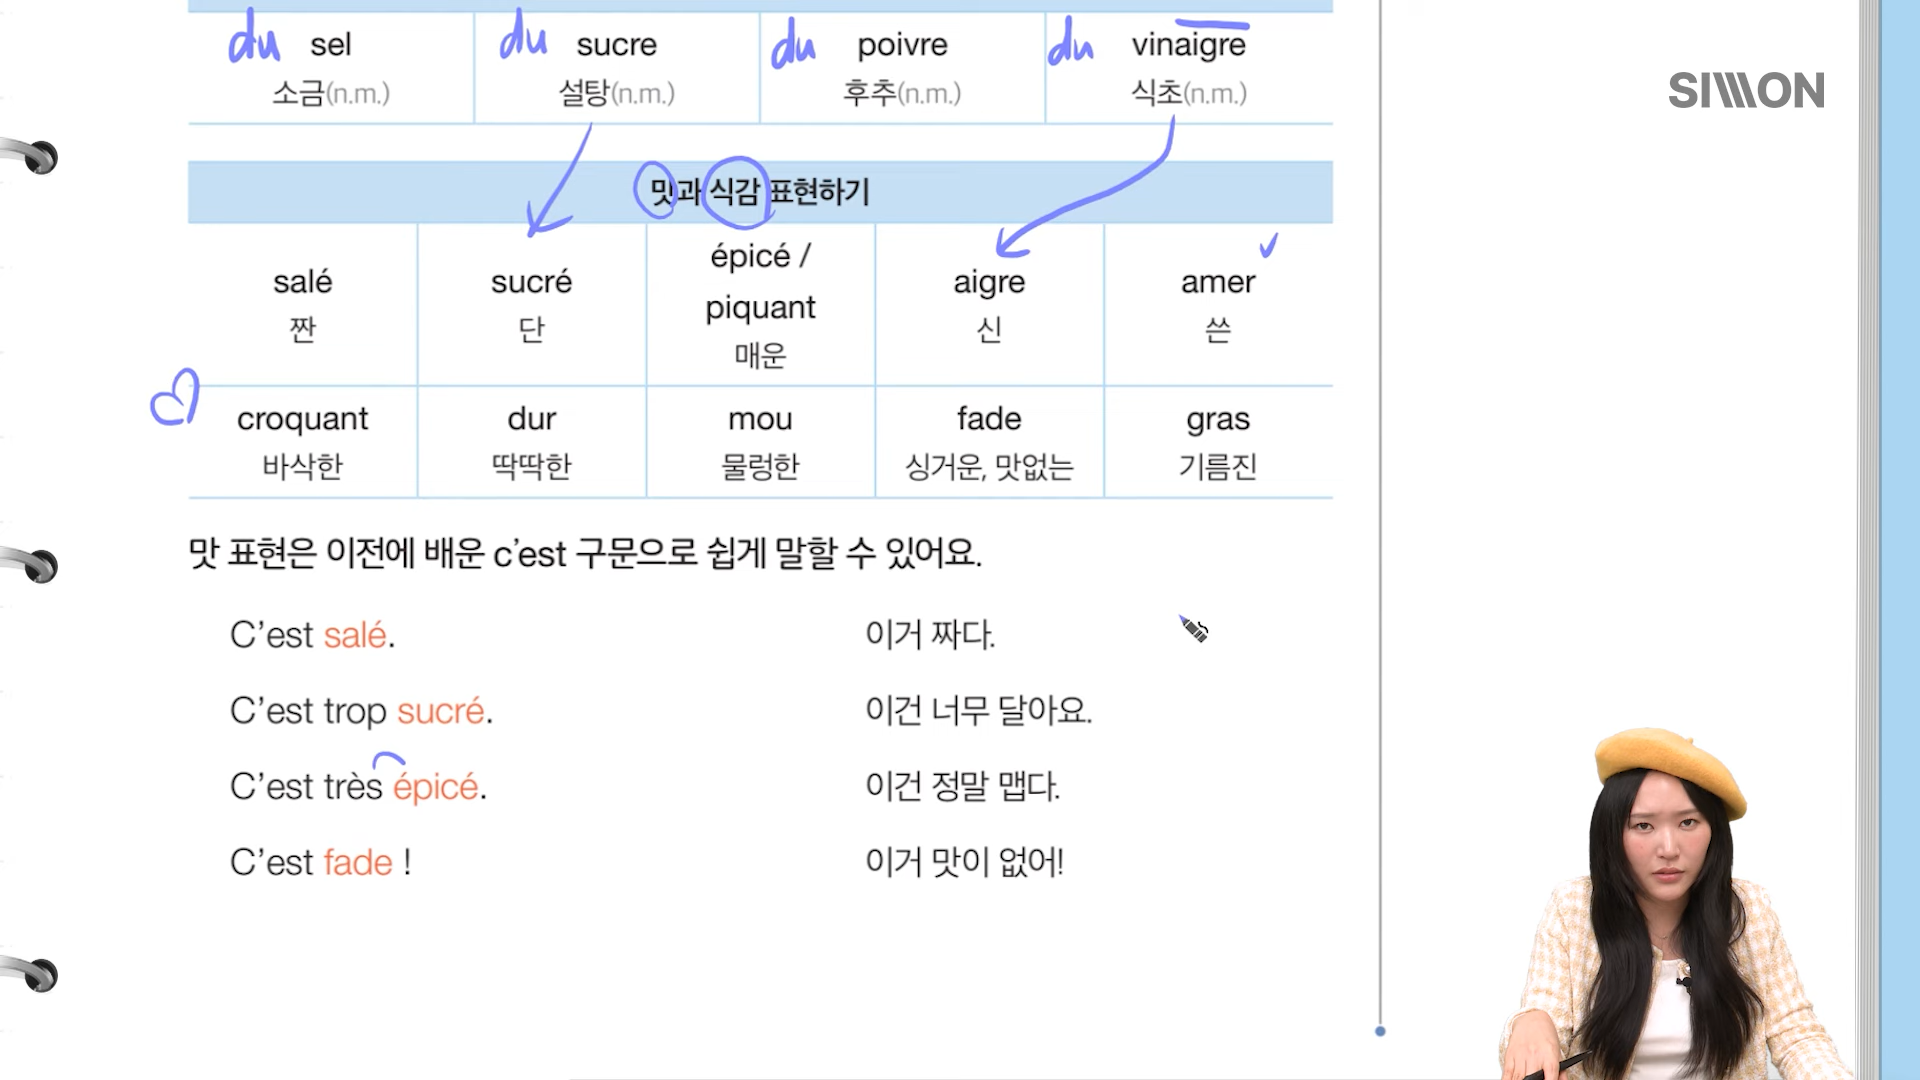 du sel
du sucre
du poivre
du vinaigre
소금(n.m.)
설탕(n.m.)
후추(n.m.)
식초(n.m.)
SIWON
맛과 식감 표현하기
salé
짠
sucré
단
épicé /
piquant
매운
aigre
신
amer
쓴
croquant
바삭한
dur
딱딱한
mou
물렁한
fade
싱거운, 맛없는
gras
기름진
맛 표현은 이전에 배운 c’est 구문으로 쉽게 말할 수 있어요.
C’est salé.
이거 짜다.
C’est trop sucré.
이건 너무 달아요.
C’est très épicé.
이건 정말 맵다.
C’est fade !
이거 맛이 없어!